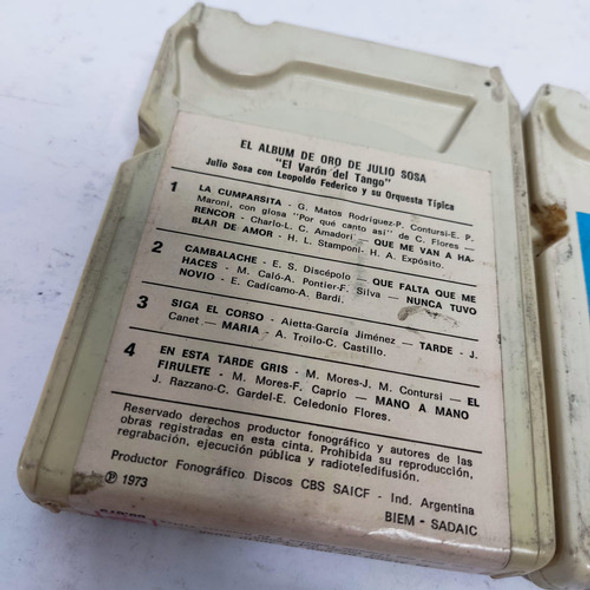 EL ALBUM DE ORO DE JULIO SOSA
"El Varón del Tango"
Julio Sosa con Leopoldo Federico y su Orquesta Típica
1 LA CUMPARSITA - G. Matos Rodríguez-P. Contursi-E. P.
Maroni, con glosa "Por qué canto así" de C. Flores —
RENCOR - Charlo-L. C. Amadori — QUE ME VAN A HA-
BLAR DE AMOR - H. L. Stamponi- H. A. Expósito.
2 CAMBALACHE - E. S. Discépolo — QUE FALTA QUE ME
HACES - M. Caló-A. Pontier-F. Silva — NUNCA TUVO
NOVIO - E. Cadícamo-A. Bardi.
3 SIGA EL CORSO - Aietta-García Jiménez — TARDE - J.
Canet — MARIA - A. Troilo-C. Castillo.
4 EN ESTA TARDE GRIS - M. Mores-J. M. Contursi — EL
FIRULETE - M. Mores-F. Caprio — MANO A MANO
J. Razzano-C. Gardel-E. Celedonio Flores.
Reservado derechos productor fonográfico y autores de las
obras registradas en esta cinta. Prohibida su reproducción,
regrabación, ejecución pública y radioteledifusión.
Productor Fonográfico Discos CBS SAICF - Ind. Argentina
℗ 1973
BIEM - SADAIC